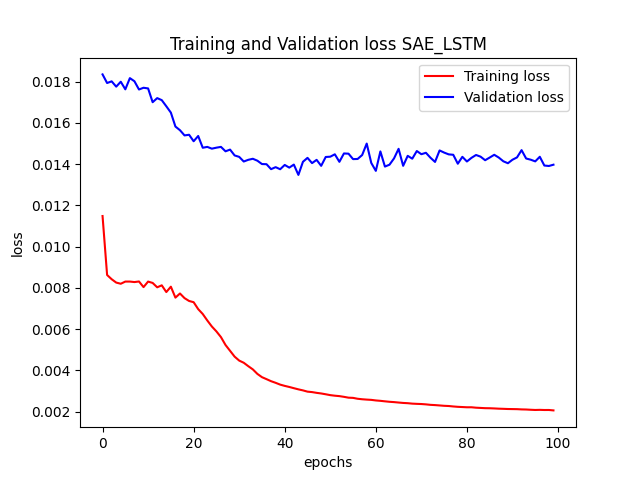 Training and Validation loss SAE_LSTM
Training loss
Validation loss
0.018
0.016
0.014
0.012
0.010
0.008
0.006
0.004
0.002
loss
0 20 40 60 80 100
epochs